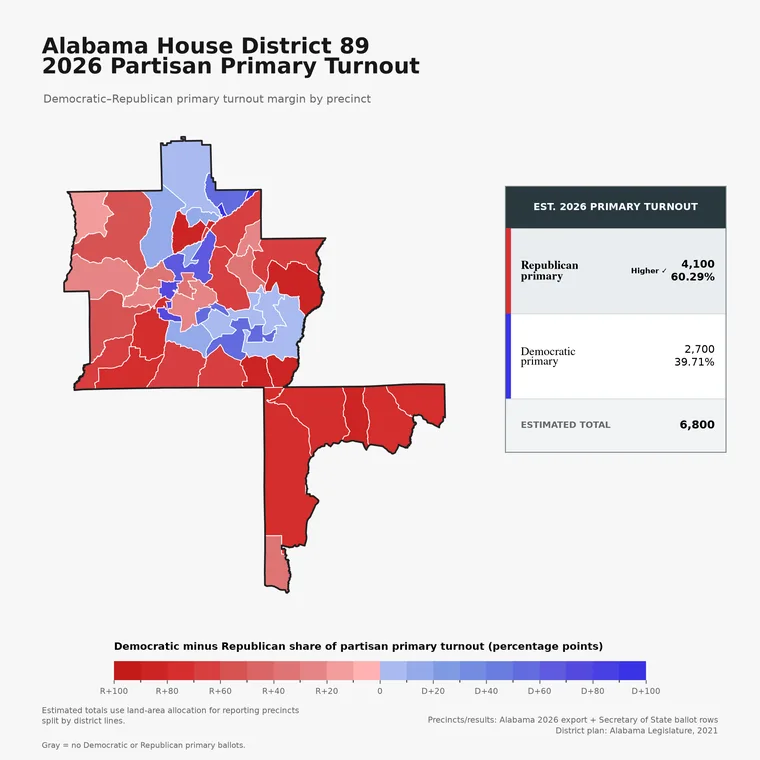 Alabama House District 89
2026 Partisan Primary Turnout
Democratic–Republican primary turnout margin by precinct
EST. 2026 PRIMARY TURNOUT
Republican
primary
Higher ✓
4,100
60.29%
Democratic
primary
2,700
39.71%
ESTIMATED TOTAL
6,800
Democratic minus Republican share of partisan primary turnout (percentage points)
R+100 R+80 R+60 R+40 R+20 0 D+20 D+40 D+60 D+80 D+100
Estimated totals use land-area allocation for reporting precincts
split by district lines.
Gray = no Democratic or Republican primary ballots.
Precincts/results: Alabama 2026 export + Secretary of State ballot rows
District plan: Alabama Legislature, 2021